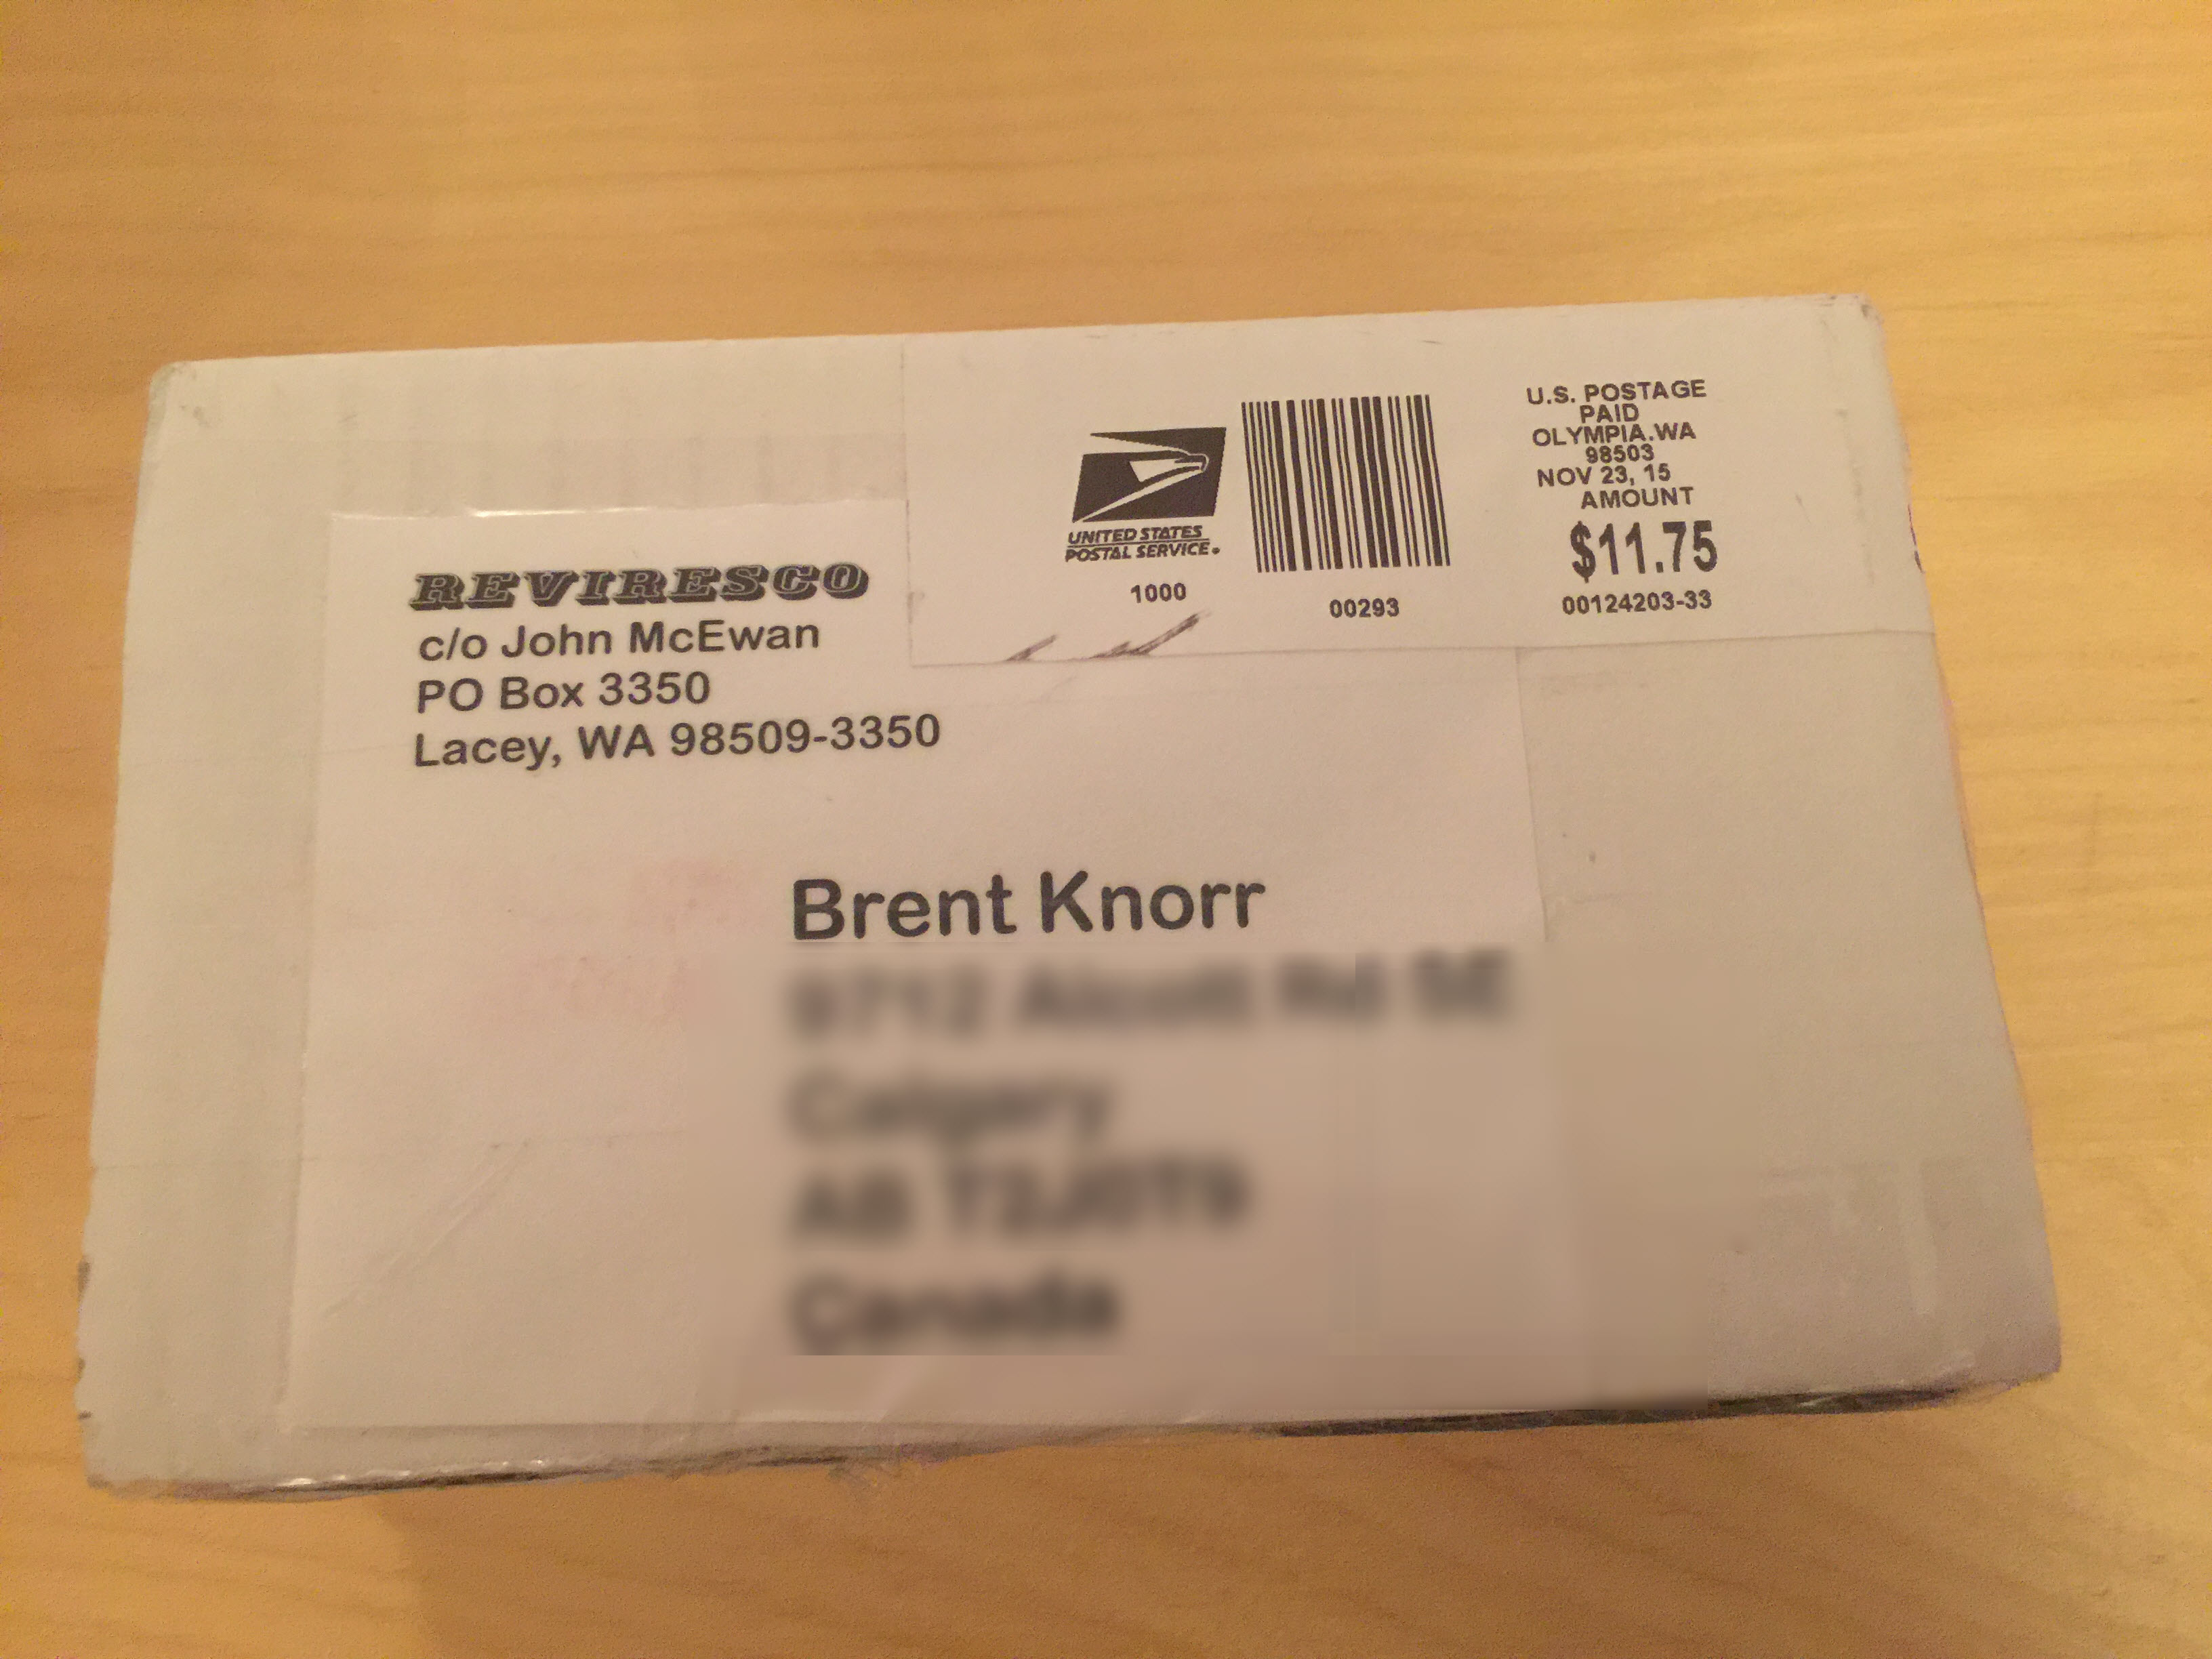 U.S. POSTAGE
PAID
OLYMPIA.WA
98503
NOV 23, 15
AMOUNT
$11.75
00124203-33
UNITED STATES
POSTAL SERVICE.
1000
00293
REVIRESCO
c/o John McEwan
PO Box 3350
Lacey, WA 98509-3350
Brent Knorr